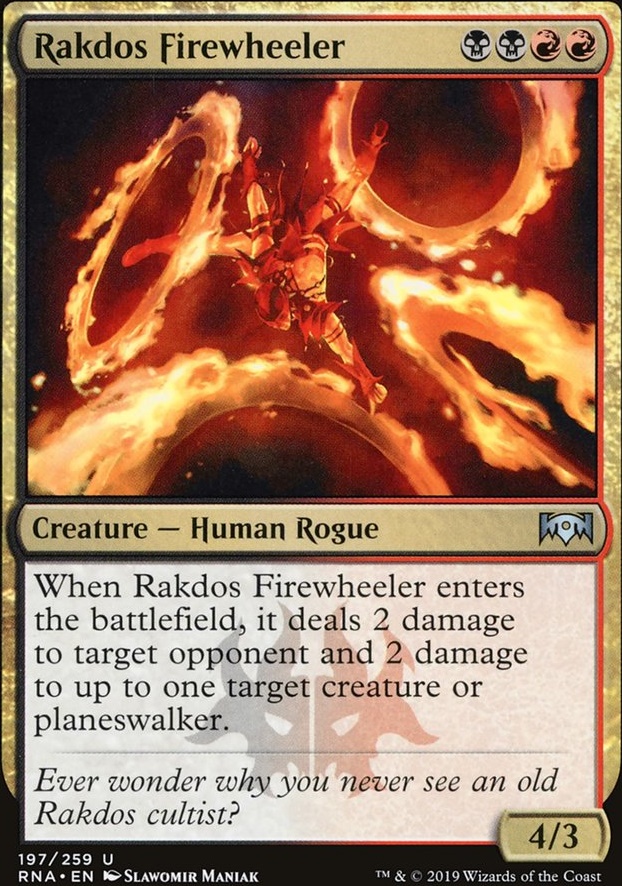 Rakdos Firewheeler
Creature — Human Rogue
When Rakdos Firewheeler enters
the battlefield, it deals 2 damage
to target opponent and 2 damage
to up to one target creature or
planeswalker.
Ever wonder why you never see an old
Rakdos cultist?
4/3
197/259 U
RNA • EN Slawomir Maniak
™ & © 2019 Wizards of the Coast